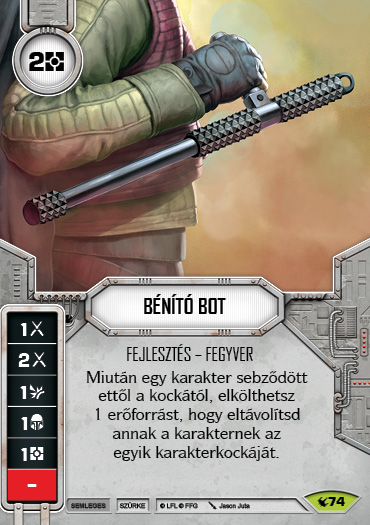 2
BÉNÍTÓ BOT
FEJLESZTÉS – FEGYVER
Miután egy karakter sebződött
ettől a kockától, elkölthetsz
1 erőforrást, hogy eltávolítsd
annak a karakternek az
egyik karakterkockáját.
1
2
1
1
1
–
SEMLEGES
SZÜRKE
© LFL © FFG
Jason Juta
74